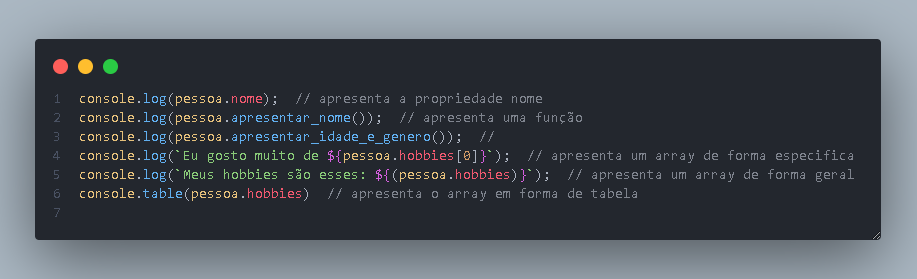 1 console.log(pessoa.nome); // apresenta a propriedade nome
2 console.log(pessoa.apresentar_nome()); // apresenta uma função
3 console.log(pessoa.apresentar_idade_e_genero()); //
4 console.log(`Eu gosto muito de ${pessoa.hobbies[0]}`); // apresenta um array de forma especifica
5 console.log(`Meus hobbies são esses: ${(pessoa.hobbies)}`); // apresenta um array de forma geral
6 console.table(pessoa.hobbies) // apresenta o array em forma de tabela
7